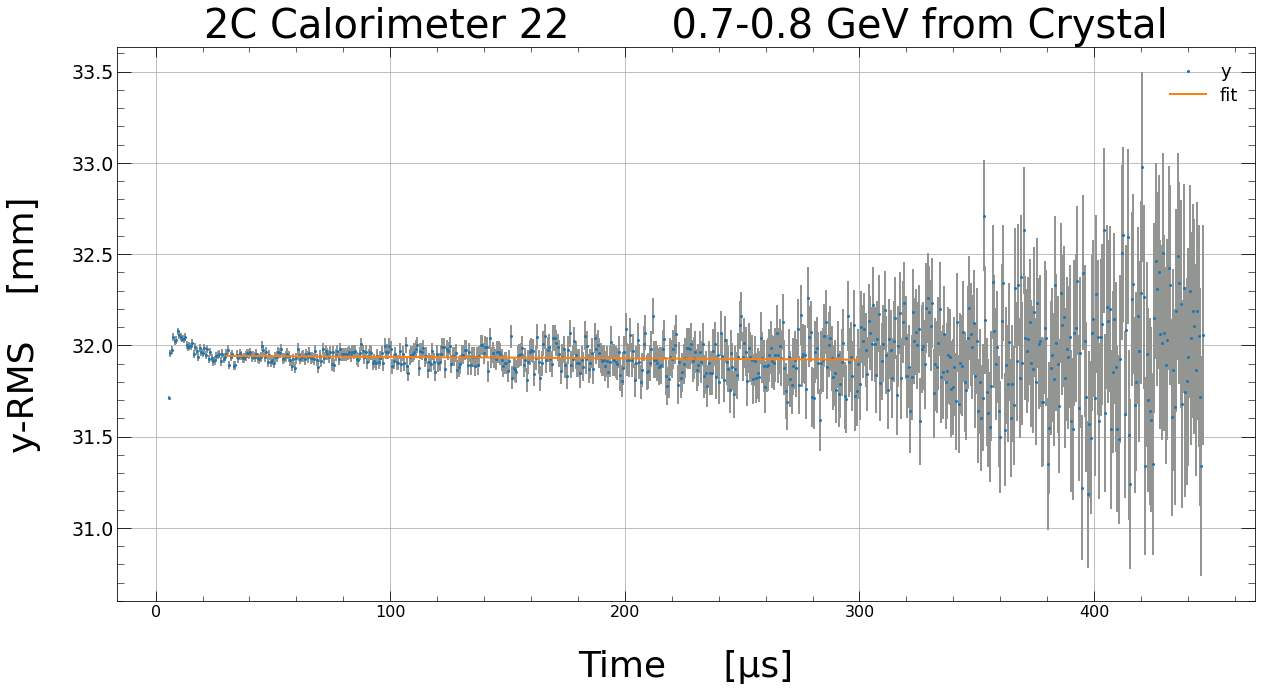 2C Calorimeter 22 0.7-0.8 GeV from Crystal
y
fit
33.5
33.0
32.5
32.0
31.5
31.0
y-RMS [mm]
0 100 200 300 400
Time [μs]